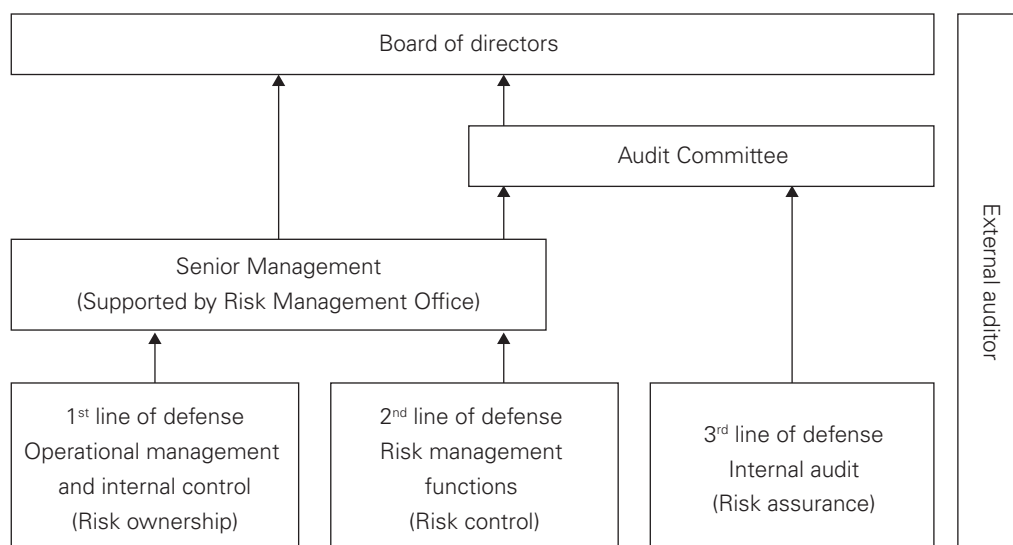 Board of directors
Audit Committee
Senior Management
(Supported by Risk Management Office)
1st line of defense
Operational management
and internal control
(Risk ownership)
2nd line of defense
Risk management
functions
(Risk control)
3rd line of defense
Internal audit
(Risk assurance)
External auditor